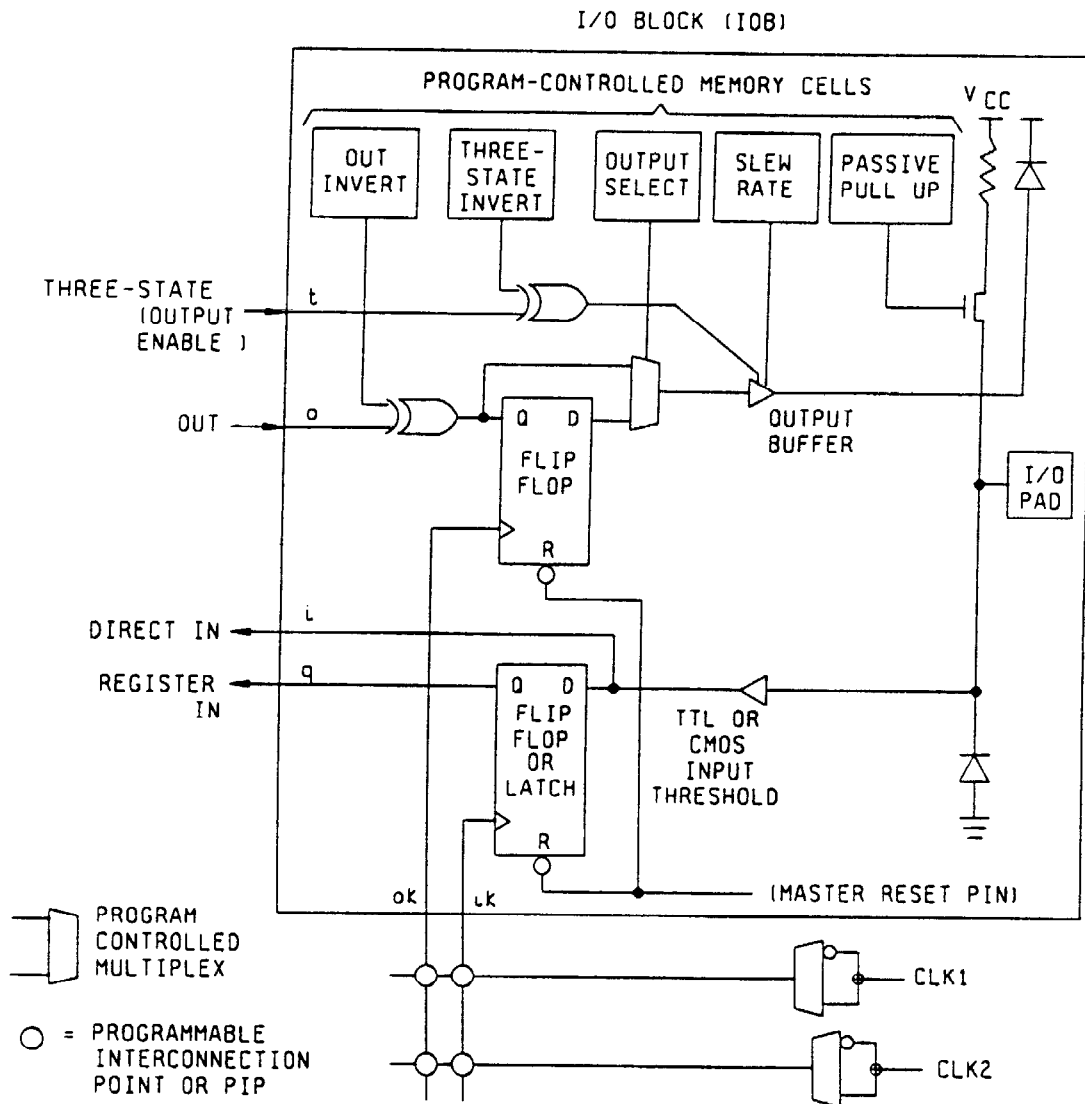 I/O BLOCK (IOB)
PROGRAM-CONTROLLED MEMORY CELLS
V CC
OUT
INVERT
THREE-
STATE
INVERT
OUTPUT
SELECT
SLEW
RATE
PASSIVE
PULL UP
THREE-STATE
(OUTPUT
ENABLE )
t
OUT
o
Q D
FLIP
FLOP
R
OUTPUT
BUFFER
I/O
PAD
DIRECT IN
i
REGISTER
IN
q
Q D
FLIP
FLOP
OR
LATCH
R
TTL OR
CMOS
INPUT
THRESHOLD
ok
ik
(MASTER RESET PIN)
PROGRAM
CONTROLLED
MULTIPLEX
CLK1
= PROGRAMMABLE
INTERCONNECTION
POINT OR PIP
CLK2